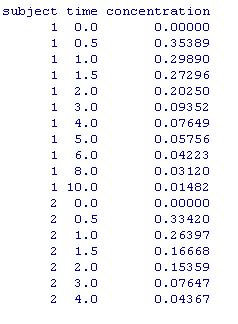 subject time concentration
1 0.0 0.00000
1 0.5 0.35389
1 1.0 0.29890
1 1.5 0.27296
1 2.0 0.20250
1 3.0 0.09352
1 4.0 0.07649
1 5.0 0.05756
1 6.0 0.04223
1 8.0 0.03120
1 10.0 0.01482
2 0.0 0.00000
2 0.5 0.33420
2 1.0 0.26397
2 1.5 0.16668
2 2.0 0.15359
2 3.0 0.07647
2 4.0 0.04367